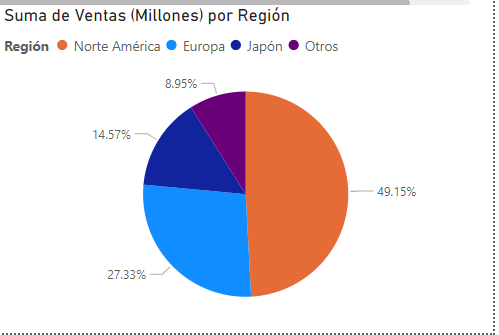 Suma de Ventas (Millones) por Región
Región Norte América Europa Japón Otros
8.95%
14.57%
49.15%
27.33%